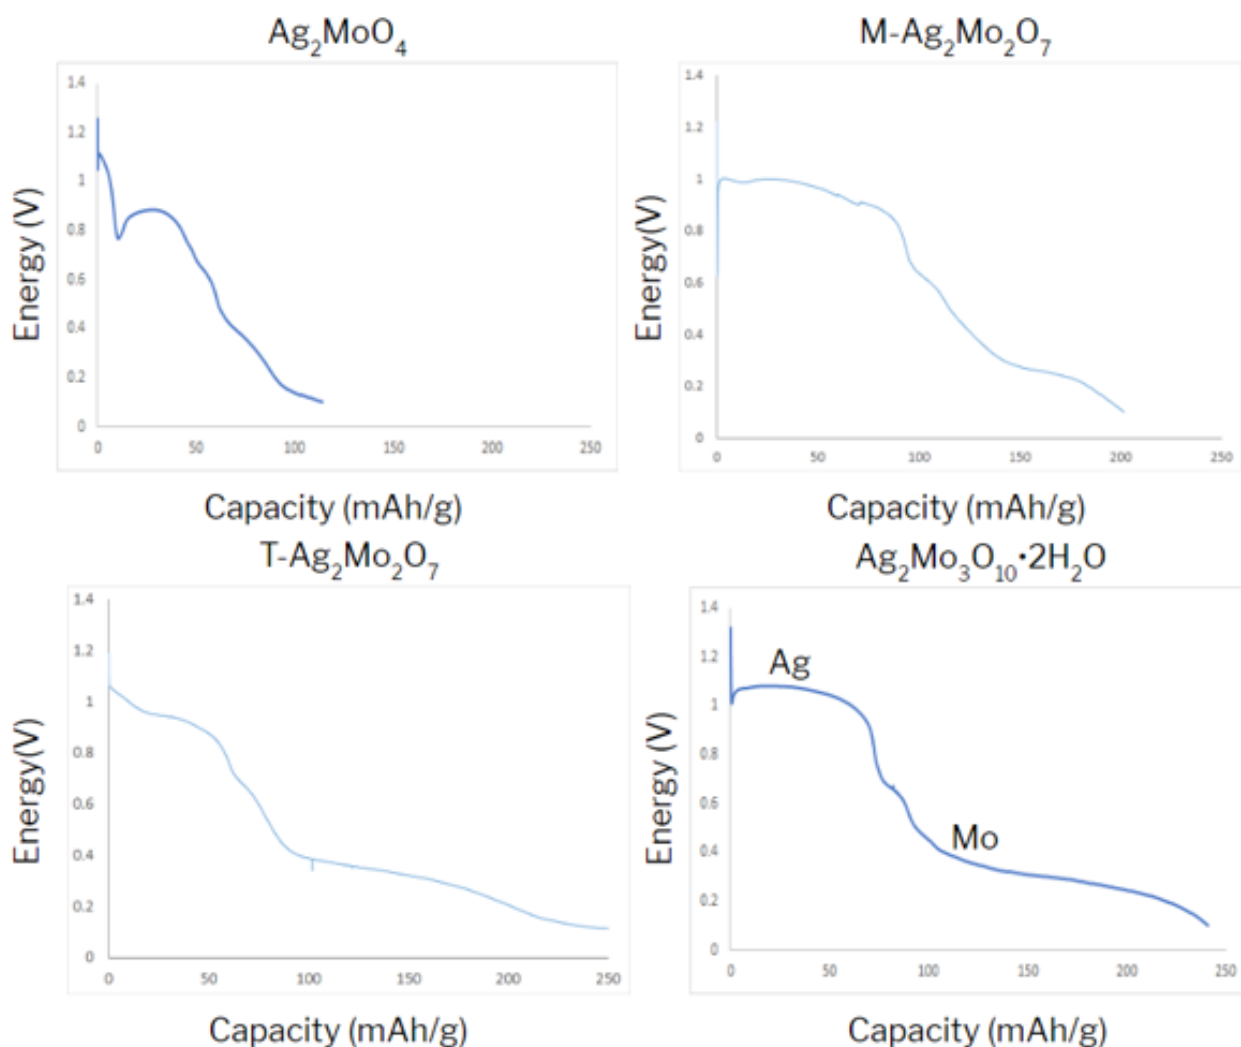 Ag₂MoO₄
1.4
1.2
1
0.8
0.6
0.4
0.2
0
0 50 100 150 200 250
Energy (V)
Capacity (mAh/g)
M-Ag₂Mo₂O₇
1.4
1.2
1
0.8
0.6
0.4
0.2
0
0 50 100 150 200 250
Energy(V)
Capacity (mAh/g)
T-Ag₂Mo₂O₇
1.4
1.2
1
0.8
0.6
0.4
0.2
0
0 50 100 150 200 250
Energy(V)
Capacity (mAh/g)
Ag₂Mo₃O₁₀•2H₂O
1.4
1.2
1
0.8
0.6
0.4
0.2
0
0 50 100 150 200 250
Ag
Mo
Energy (V)
Capacity (mAh/g)